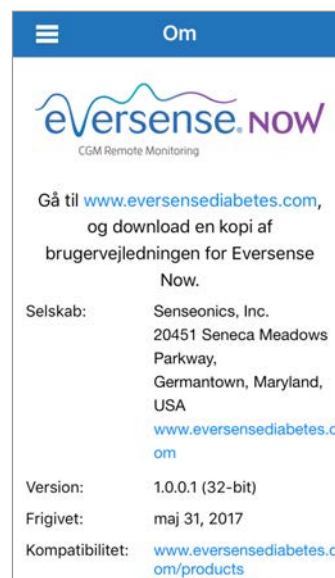 Om
eversense® NOW
CGM Remote Monitoring
Gå til www.eversensediabetes.com,
og download en kopi af
brugervejledningen for Eversense
Now.
Selskab: Senseonics, Inc.
20451 Seneca Meadows
Parkway,
Germantown, Maryland,
USA
www.eversensediabetes.c
om
Version: 1.0.0.1 (32-bit)
Frigivet: maj 31, 2017
Kompatibilitet: www.eversensediabetes.c
om/products